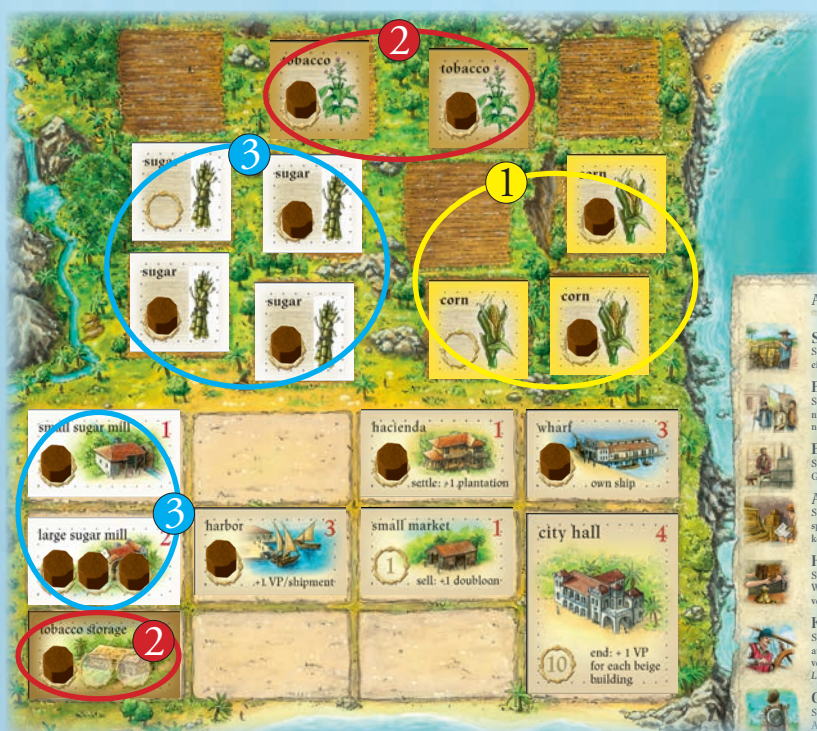 2
tobacco
tobacco
3
sugar
sugar
1
corn
sugar
sugar
corn
corn
small sugar mill 1
hacienda 1
settle: +1 plantation
wharf 3
own ship
3
large sugar mill 2
harbor 3
+1 VP/shipment
small market 1
1
sell: +1 doubloon
city hall 4
10
end: + 1 VP
for each beige
building
tobacco storage
2